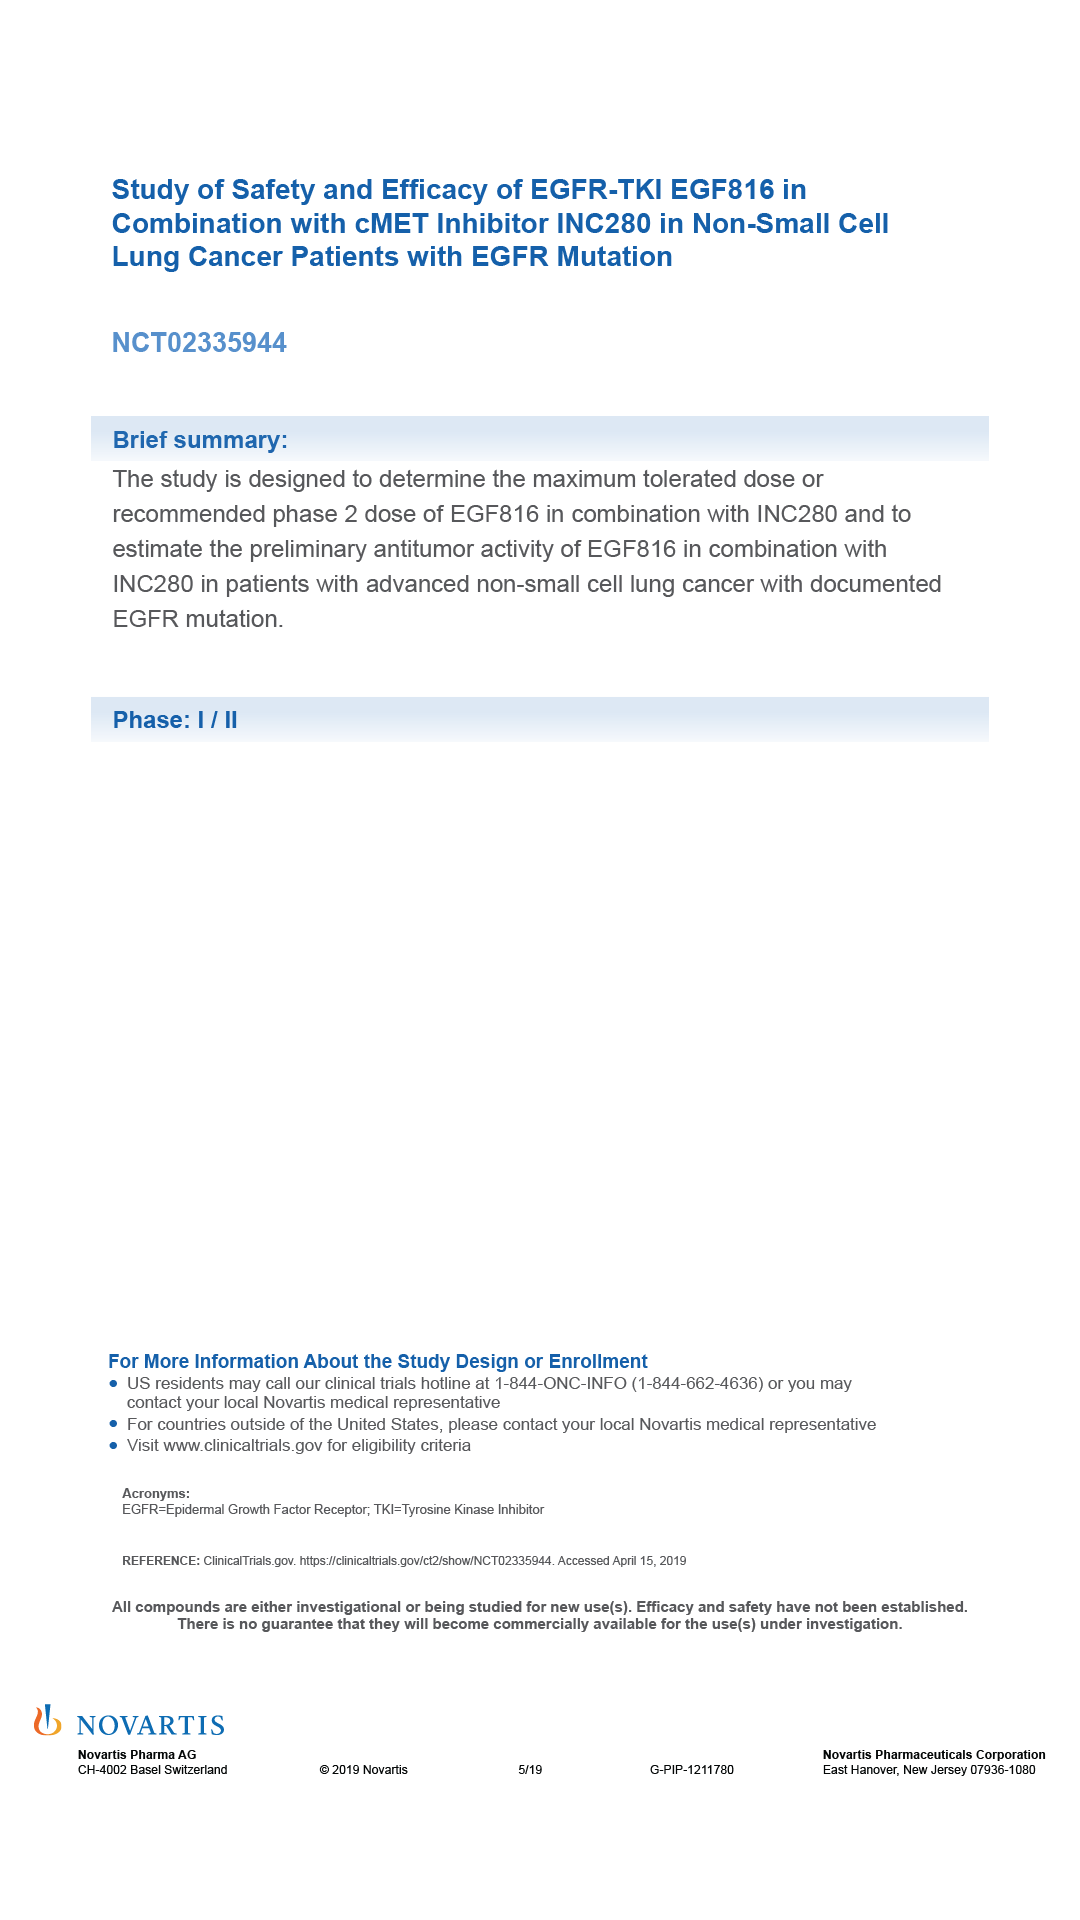 Study of Safety and Efficacy of EGFR-TKI EGF816 in
Combination with cMET Inhibitor INC280 in Non-Small Cell
Lung Cancer Patients with EGFR Mutation
NCT02335944
Brief summary:
The study is designed to determine the maximum tolerated dose or
recommended phase 2 dose of EGF816 in combination with INC280 and to
estimate the preliminary antitumor activity of EGF816 in combination with
INC280 in patients with advanced non-small cell lung cancer with documented
EGFR mutation.
Phase: I / II
For More Information About the Study Design or Enrollment
• US residents may call our clinical trials hotline at 1-844-ONC-INFO (1-844-662-4636) or you may
contact your local Novartis medical representative
• For countries outside of the United States, please contact your local Novartis medical representative
• Visit www.clinicaltrials.gov for eligibility criteria
Acronyms:
EGFR=Epidermal Growth Factor Receptor; TKI=Tyrosine Kinase Inhibitor
REFERENCE: ClinicalTrials.gov. https://clinicaltrials.gov/ct2/show/NCT02335944. Accessed April 15, 2019
All compounds are either investigational or being studied for new use(s). Efficacy and safety have not been established.
There is no guarantee that they will become commercially available for the use(s) under investigation.
NOVARTIS
Novartis Pharma AG
CH-4002 Basel Switzerland
© 2019 Novartis
5/19
G-PIP-1211780
Novartis Pharmaceuticals Corporation
East Hanover, New Jersey 07936-1080